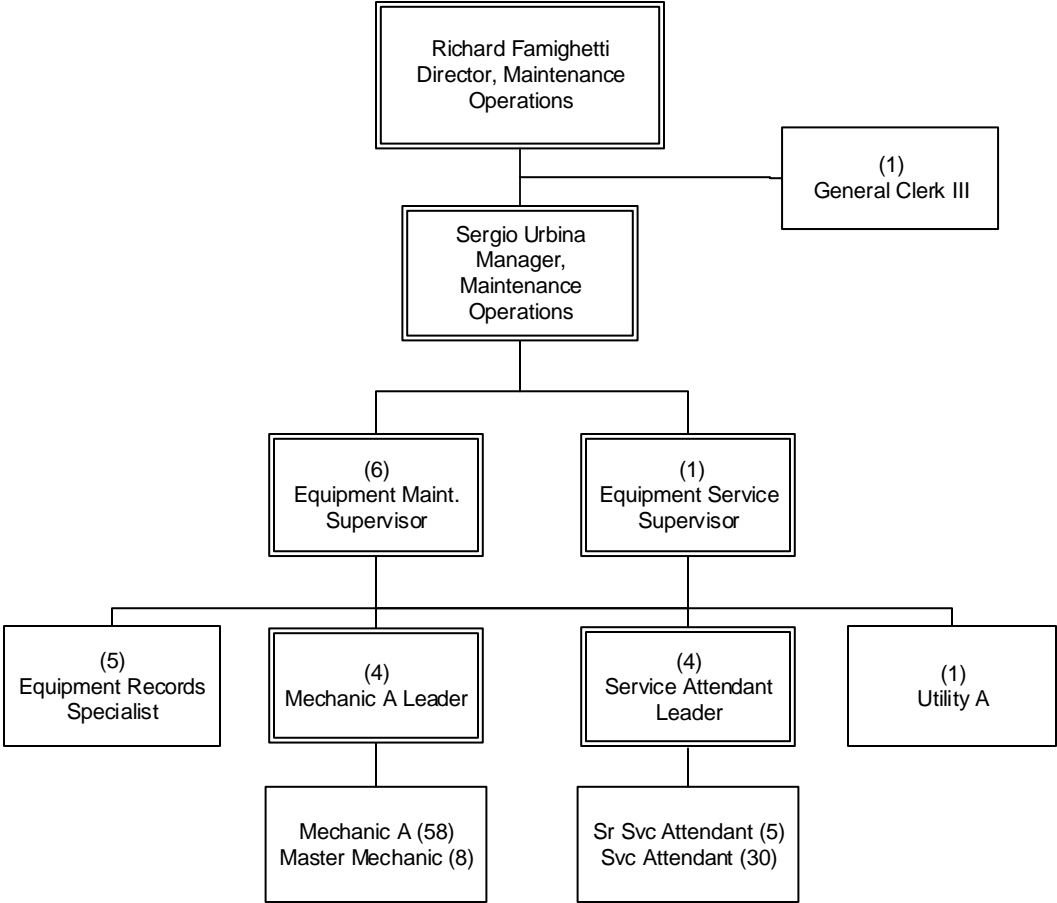 Richard Famighetti
Director, Maintenance
Operations
(1)
General Clerk III
Sergio Urbina
Manager,
Maintenance
Operations
(6)
Equipment Maint.
Supervisor
(1)
Equipment Service
Supervisor
(5)
Equipment Records
Specialist
(4)
Mechanic A Leader
(4)
Service Attendant
Leader
(1)
Utility A
Mechanic A (58)
Master Mechanic (8)
Sr Svc Attendant (5)
Svc Attendant (30)